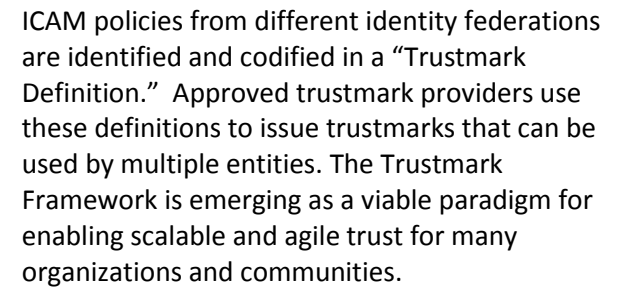 ICAM policies from different identity federations
are identified and codified in a “Trustmark
Definition.”  Approved trustmark providers use
these definitions to issue trustmarks that can be
used by multiple entities. The Trustmark
Framework is emerging as a viable paradigm for
enabling scalable and agile trust for many
organizations and communities.